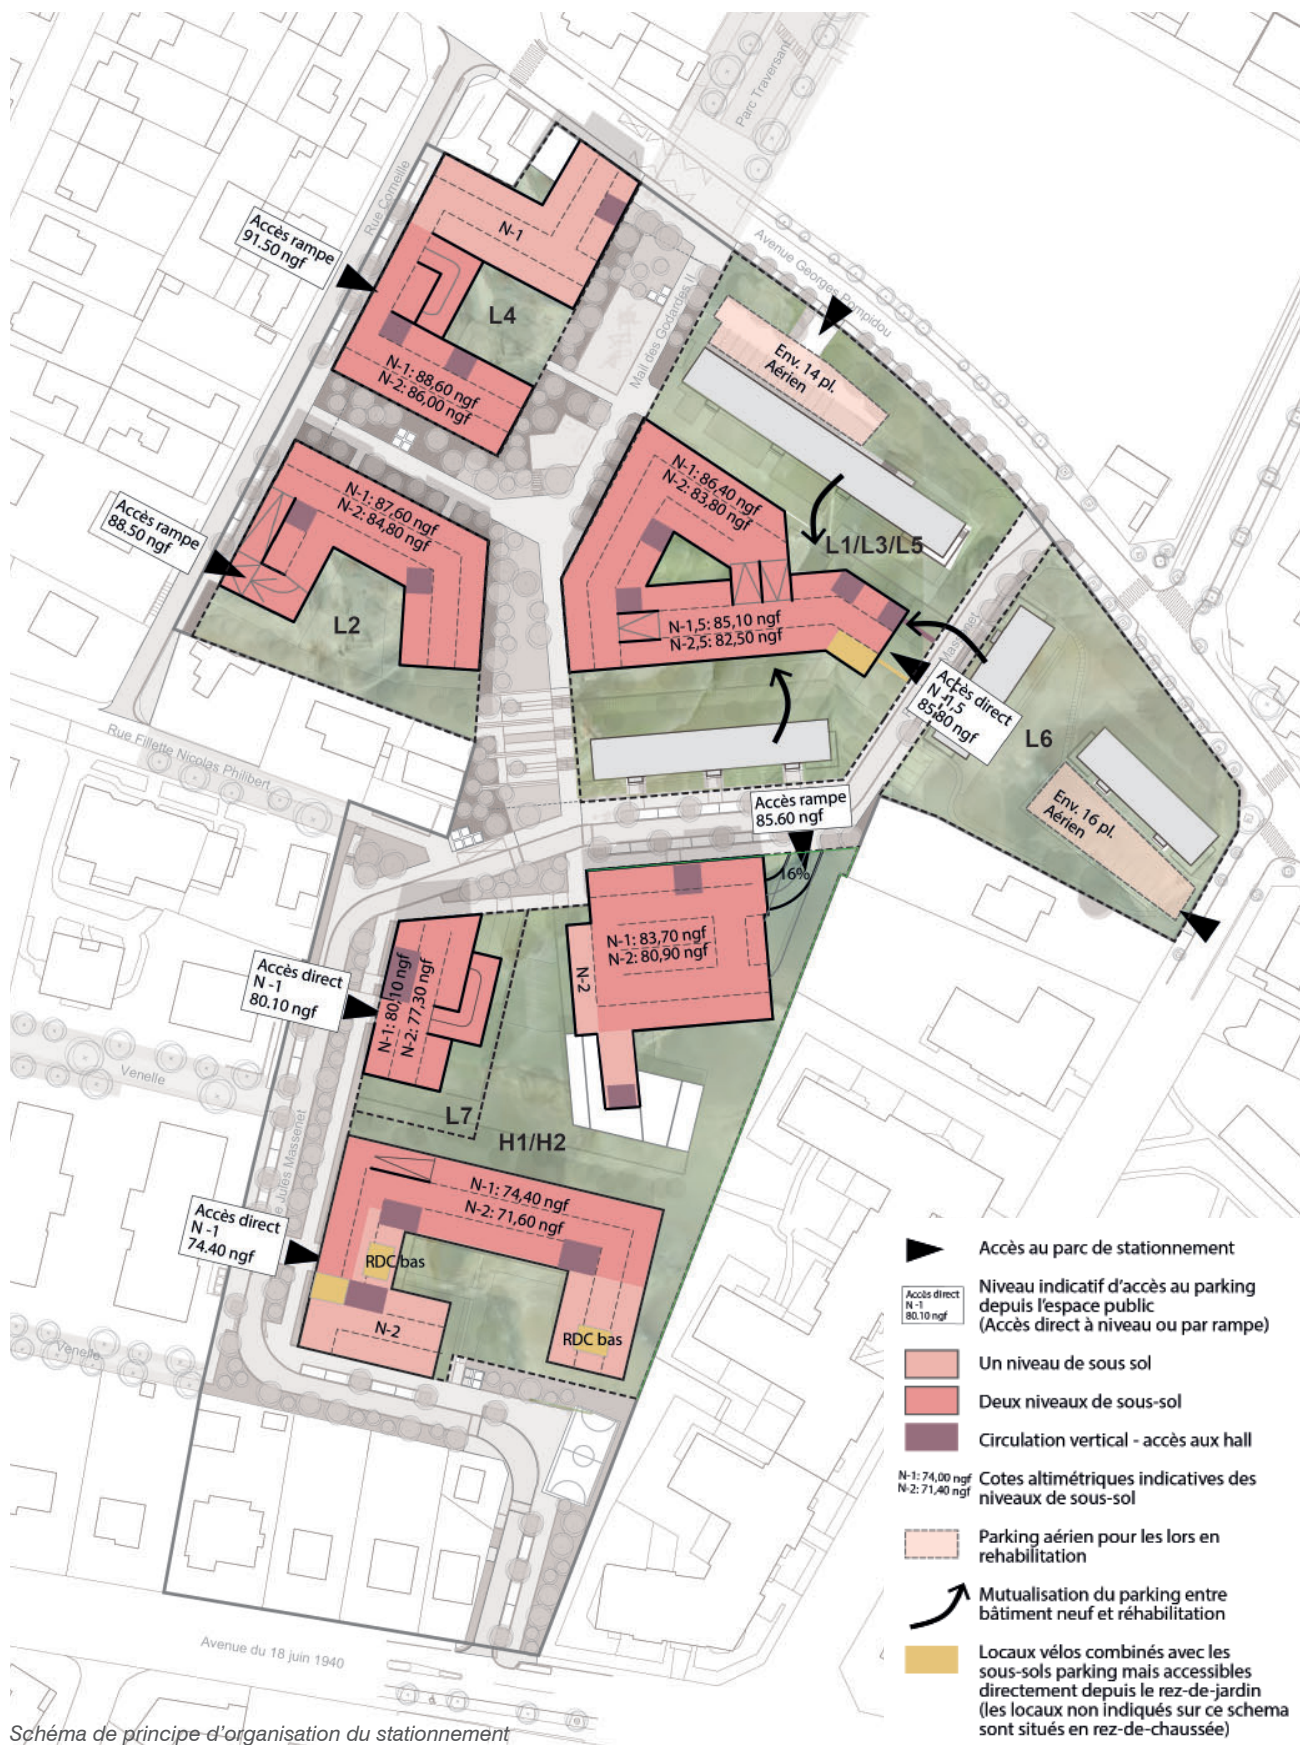 Parc Traversant
Rue Corneille
Avenue Georges Pompidou
Accès rampe
91.50 ngf
N-1
L4
Mail des Godardes II
Env. 14 pl.
Aérien
N-1: 88,60 ngf
N-2: 86,00 ngf
N-1: 87,60 ngf
N-2: 84,80 ngf
Accès rampe
88.50 ngf
N-1: 86,40 ngf
N-2: 83,80 ngf
L1/L3/L5
N-1,5: 85,10 ngf
N-2,5: 82,50 ngf
L2
Massenet
Accès direct
N -1,5
85.80 ngf
L6
Rue Fillette Nicolas Philibert
Env. 16 pl.
Aérien
Accès rampe
85.60 ngf
16%
N-1: 83,70 ngf
N-2: 80,90 ngf
N-2
Accès direct
N -1
80.10 ngf
N-1: 80,10 ngf
N-2: 77,30 ngf
Venelle
L7
H1/H2
Jules Massenet
N-1: 74,40 ngf
N-2: 71,60 ngf
Accès direct
N -1
74.40 ngf
RDC bas
N-2
RDC bas
Venelle
Avenue du 18 juin 1940
Accès au parc de stationnement
Accès direct
N -1
80.10 ngf
Niveau indicatif d'accès au parking
depuis l'espace public
(Accès direct à niveau ou par rampe)
Un niveau de sous sol
Deux niveaux de sous-sol
Circulation vertical - accès aux hall
N-1: 74,00 ngf
N-2: 71,40 ngf
Cotes altimétriques indicatives des
niveaux de sous-sol
Parking aérien pour les lors en
rehabilitation
Mutualisation du parking entre
bâtiment neuf et réhabilitation
Locaux vélos combinés avec les
sous-sols parking mais accessibles
directement depuis le rez-de-jardin
(les locaux non indiqués sur ce schema
sont situés en rez-de-chaussée)
Schéma de principe d'organisation du stationnement